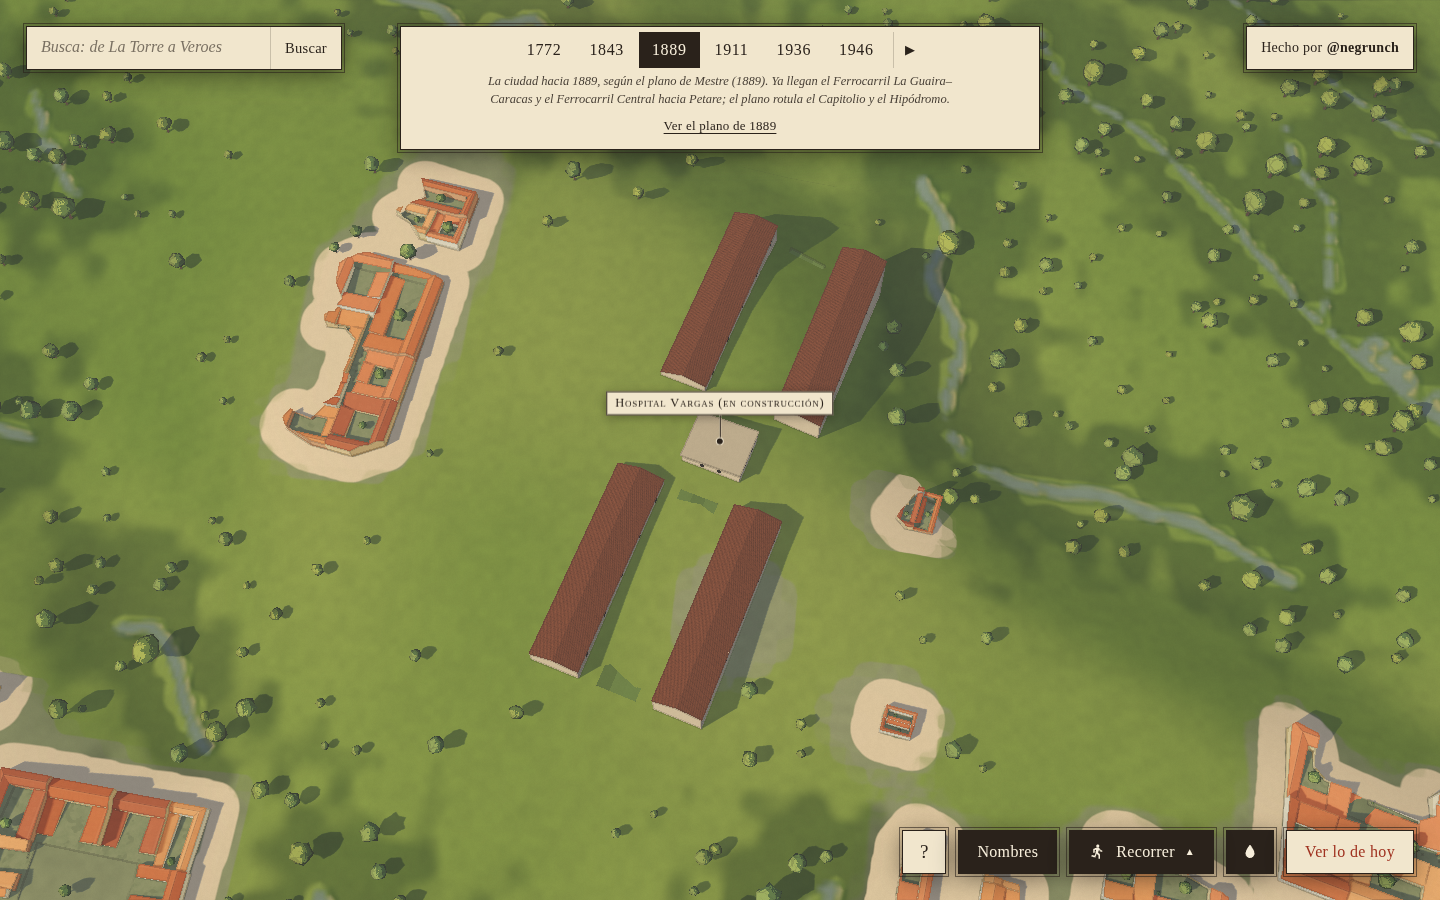 Busca: de La Torre a Veroes
Buscar
1772 1843 1889 1911 1936 1946
La ciudad hacia 1889, según el plano de Mestre (1889). Ya llegan el Ferrocarril La Guaira–
Caracas y el Ferrocarril Central hacia Petare; el plano rotula el Capitolio y el Hipódromo.
Ver el plano de 1889
Hecho por @negrunch
Hospital Vargas (en construcción)
?
Nombres
Recorrer
Ver lo de hoy